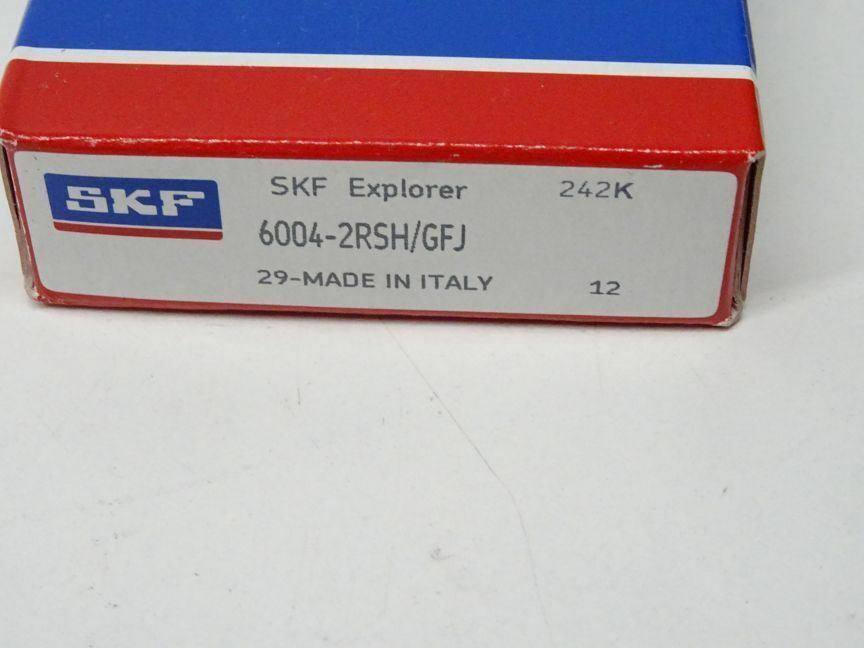 SKF
SKF Explorer 242K
6004-2RSH/GFJ
29-MADE IN ITALY 12